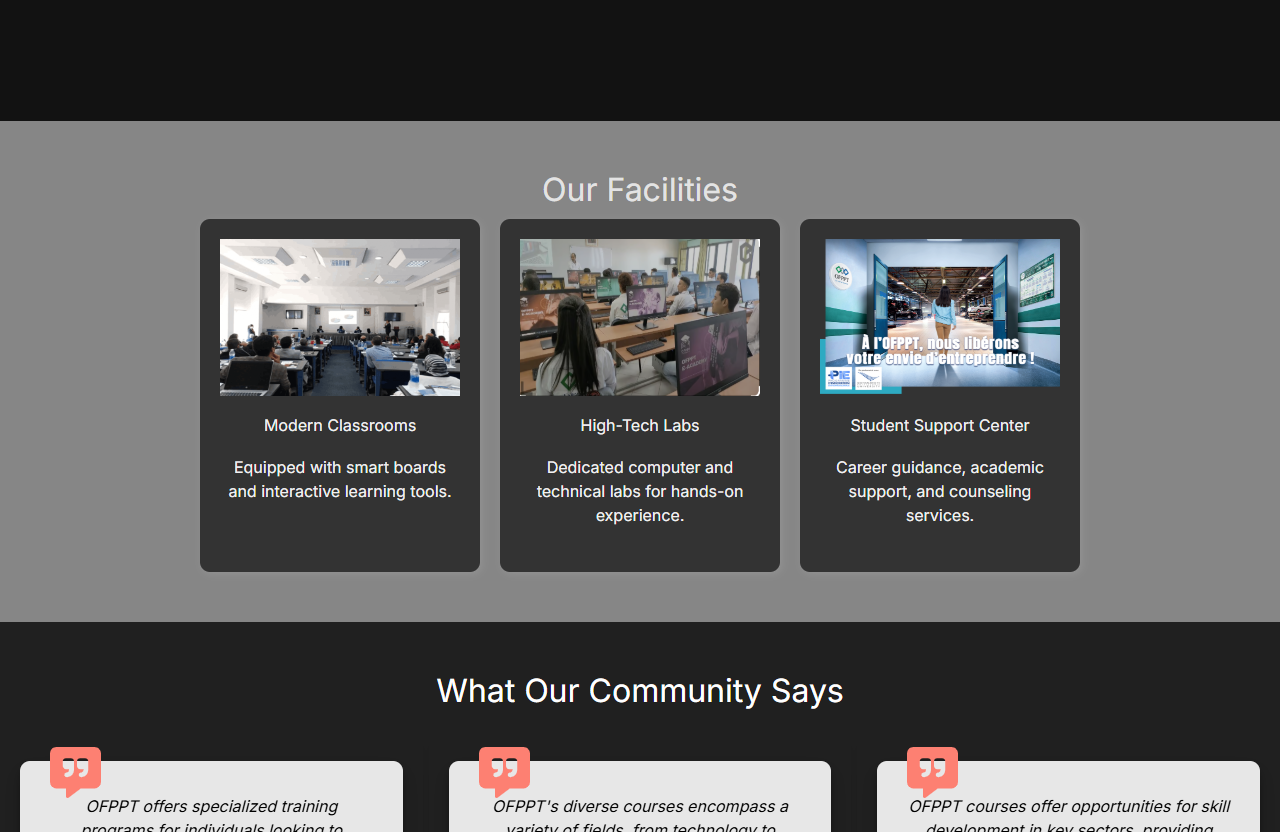 Our Facilities
OFPPT
À l'OFPPT, nous libérons
votre envie d'entreprendre !
PIE
Modern Classrooms
High-Tech Labs
Student Support Center
Equipped with smart boards
and interactive learning tools.
Dedicated computer and
technical labs for hands-on
experience.
Career guidance, academic
support, and counseling
services.
What Our Community Says
OFPPT offers specialized training
programs for individuals looking to
OFPPT's diverse courses encompass a
variety of fields, from technology to
OFPPT courses offer opportunities for skill
development in key sectors, providing